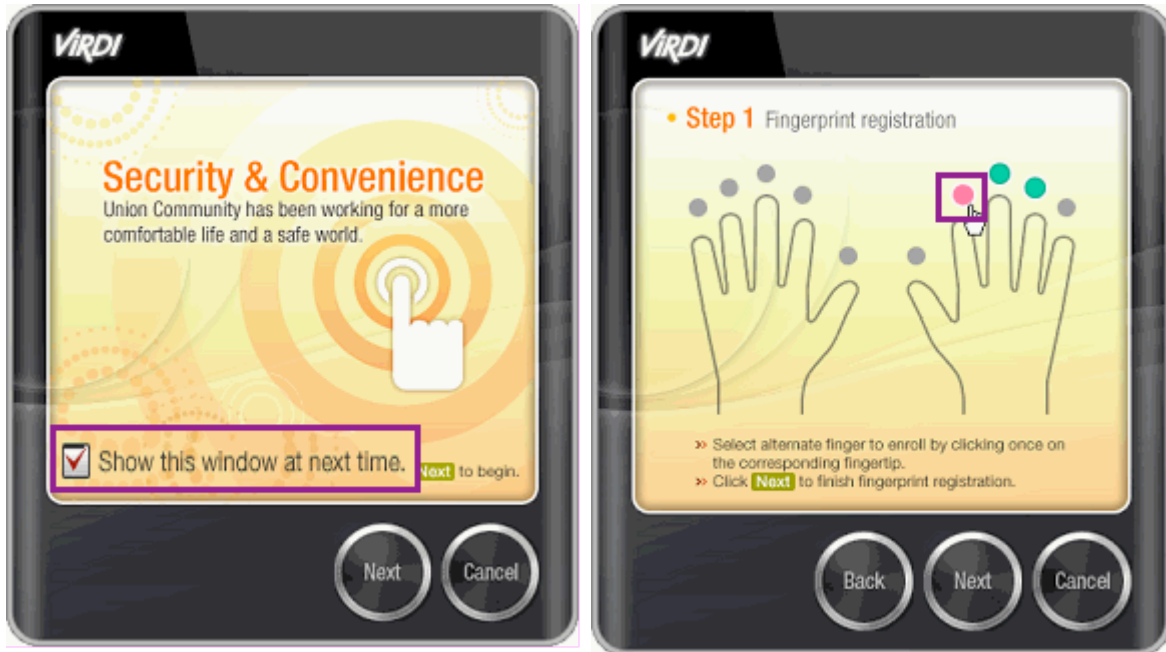 ViRDI
Security & Convenience
Union Community has been working for a more
comfortable life and a safe world.
Show this window at next time.
Next to begin.
Next
Cancel
ViRDI
• Step 1 Fingerprint registration
» Select alternate finger to enroll by clicking once on
the corresponding fingertip.
» Click Next to finish fingerprint registration.
Back
Next
Cancel